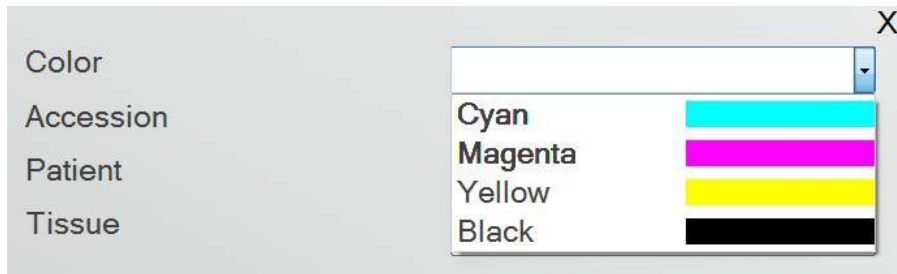 X
Color
Accession
Patient
Tissue
Cyan
Magenta
Yellow
Black